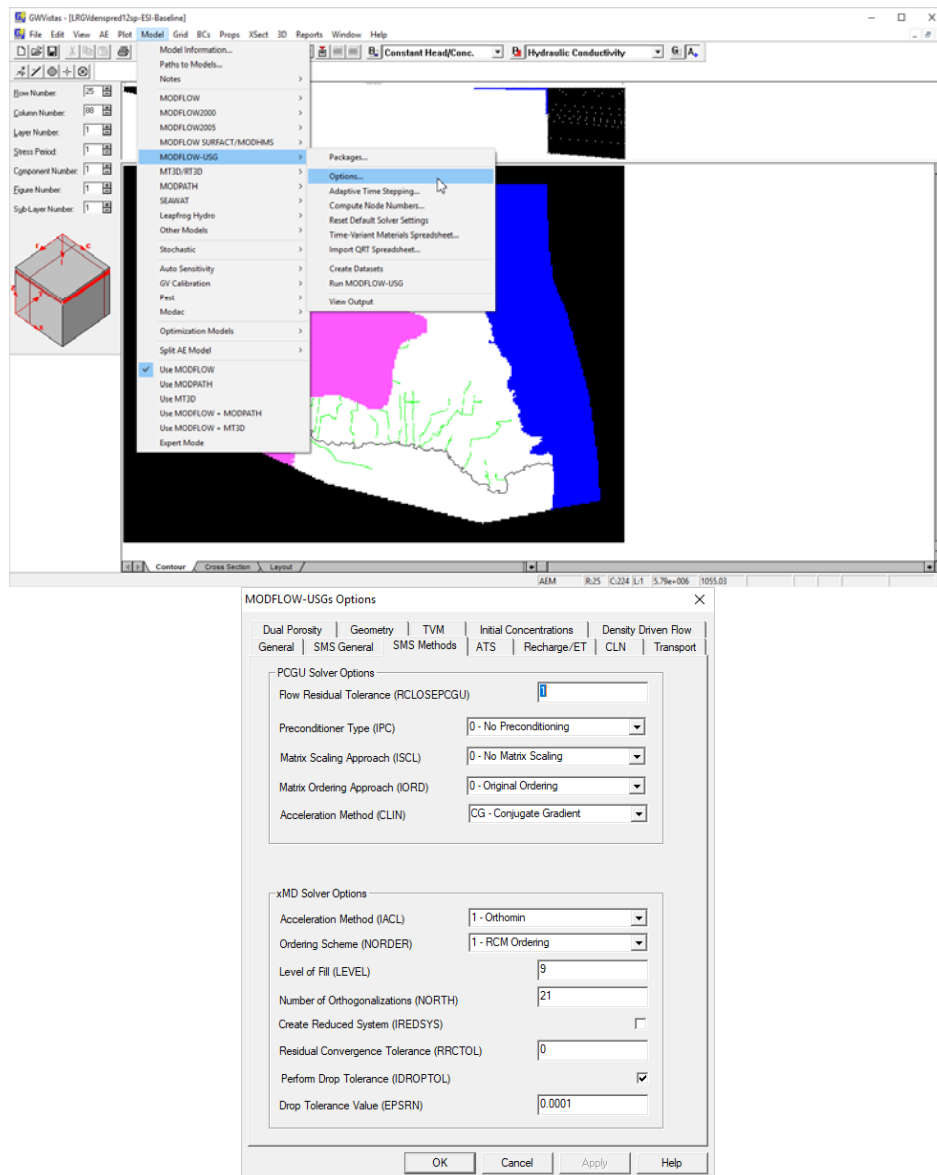 GWVistas - [LRGVdenspred12sp-ESI-Baseline]
File Edit View AE Plot Model Grid BCs Props XSect 3D Reports Window Help
Constant Head/Conc. Hydraulic Conductivity
Row Number: 25
Column Number: 88
Layer Number: 1
Stress Period: 1
Component Number: 1
Figure Number: 1
Sub-Layer Number: 1
r c l z y x
Model Information...
Paths to Models...
Notes
MODFLOW
MODFLOW2000
MODFLOW2005
MODFLOW SURFACT/MODHMS
MODFLOW-USG
MT3D/RT3D
MODPATH
SEAWAT
Leapfrog Hydro
Other Models
Stochastic
Auto Sensitivity
GV Calibration
Pest
Modac
Optimization Models
Split AE Model
Use MODFLOW
Use MODPATH
Use MT3D
Use MODFLOW + MODPATH
Use MODFLOW + MT3D
Expert Mode
Packages...
Options...
Adaptive Time Stepping...
Compute Node Numbers...
Reset Default Solver Settings
Time-Variant Materials Spreadsheet...
Import QRT Spreadsheet...
Create Datasets
Run MODFLOW-USG
View Output
Contour Cross Section Layout
AEM R:25 C:224 L:1 5.79e+006 1055.03
MODFLOW-USGs Options
Dual Porosity Geometry TVM Initial Concentrations Density Driven Flow
General SMS General SMS Methods ATS Recharge/ET CLN Transport
PCGU Solver Options
Flow Residual Tolerance (RCLOSEPCGU) 1
Preconditioner Type (IPC) 0 - No Preconditioning
Matrix Scaling Approach (ISCL) 0 - No Matrix Scaling
Matrix Ordering Approach (IORD) 0 - Original Ordering
Acceleration Method (CLIN) CG - Conjugate Gradient
xMD Solver Options
Acceleration Method (IACL) 1 - Orthomin
Ordering Scheme (NORDER) 1 - RCM Ordering
Level of Fill (LEVEL) 9
Number of Orthogonalizations (NORTH) 21
Create Reduced System (IREDSYS)
Residual Convergence Tolerance (RRCTOL) 0
Perform Drop Tolerance (IDROPTOL)
Drop Tolerance Value (EPSRN) 0.0001
OK Cancel Apply Help